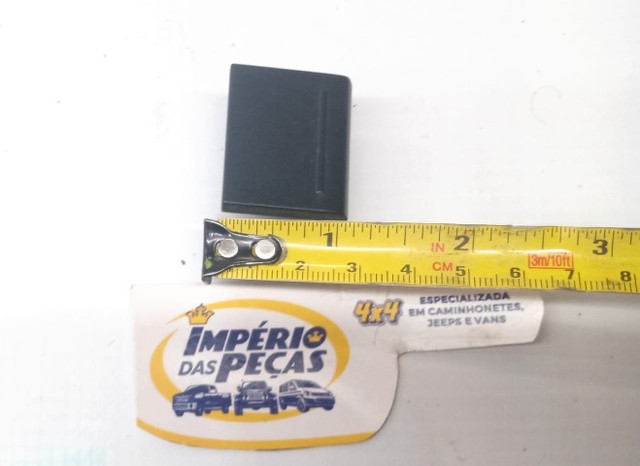 1 IN 2 3
2 3 4 CM 5 6 3m/10ft 7 8
IMPÉRIO
DAS PEÇAS
4x4 ESPECIALIZADA
EM CAMINHONETES,
JEEPS E VANS